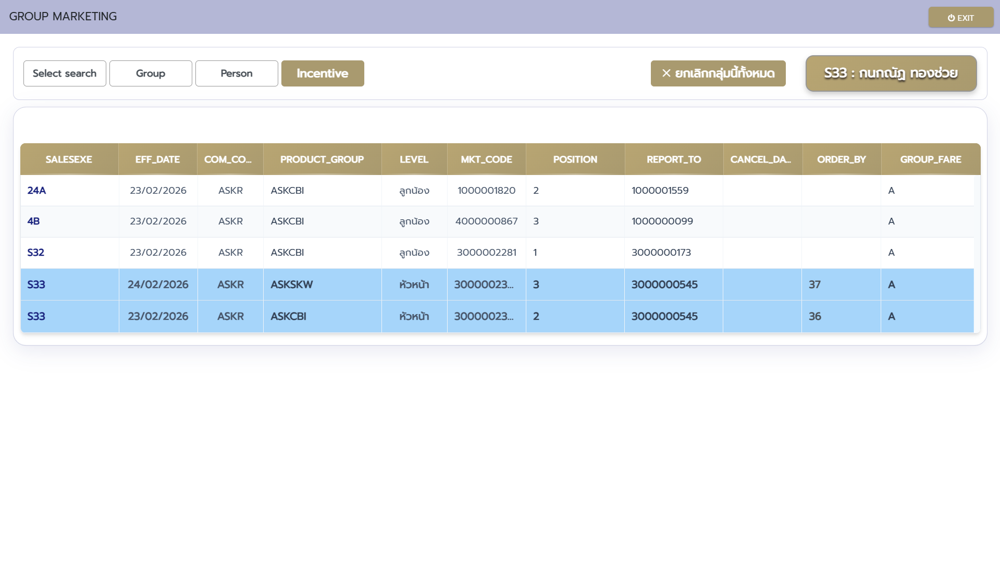 GROUP MARKETING
EXIT
Select search Group Person Incentive ยกเลิกกลุ่มนี้ทั้งหมด S33 : กนกณัฏ ทองช่วย
SALESEXE EFF_DATE COM_CO... PRODUCT_GROUP LEVEL MKT_CODE POSITION REPORT_TO CANCEL_DA... ORDER_BY GROUP_FARE
24A 23/02/2026 ASKR ASKCBI ลูกน้อง 1000001820 2 1000001559 A
4B 23/02/2026 ASKR ASKCBI ลูกน้อง 4000000867 3 1000000099 A
S32 23/02/2026 ASKR ASKCBI ลูกน้อง 3000002281 1 3000000173 A
S33 24/02/2026 ASKR ASKSKW หัวหน้า 30000023... 3 3000000545 37 A
S33 23/02/2026 ASKR ASKCBI หัวหน้า 30000023... 2 3000000545 36 A